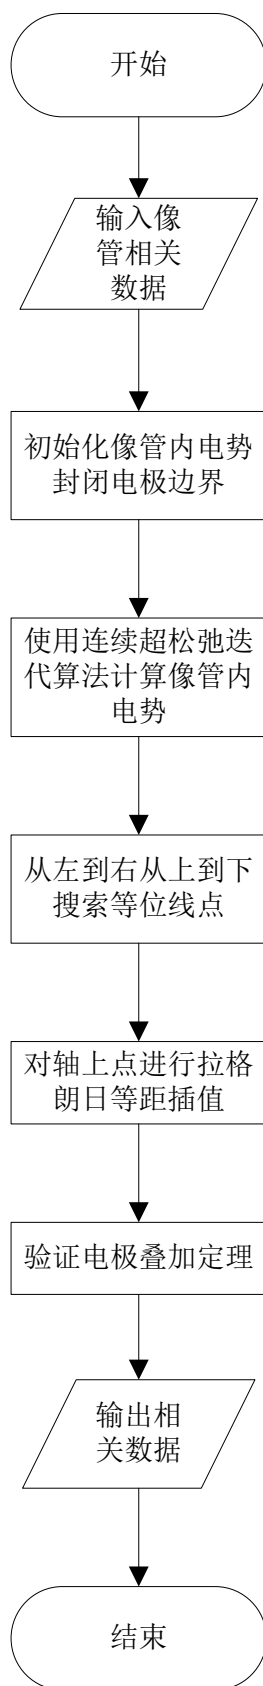 开始
输入像
管相关
数据
初始化像管内电势
封闭电极边界
使用连续超松弛迭
代算法计算像管内
电势
从左到右从上到下
搜索等位线点
对轴上点进行拉格
朗日等距插值
验证电极叠加定理
输出相
关数据
结束